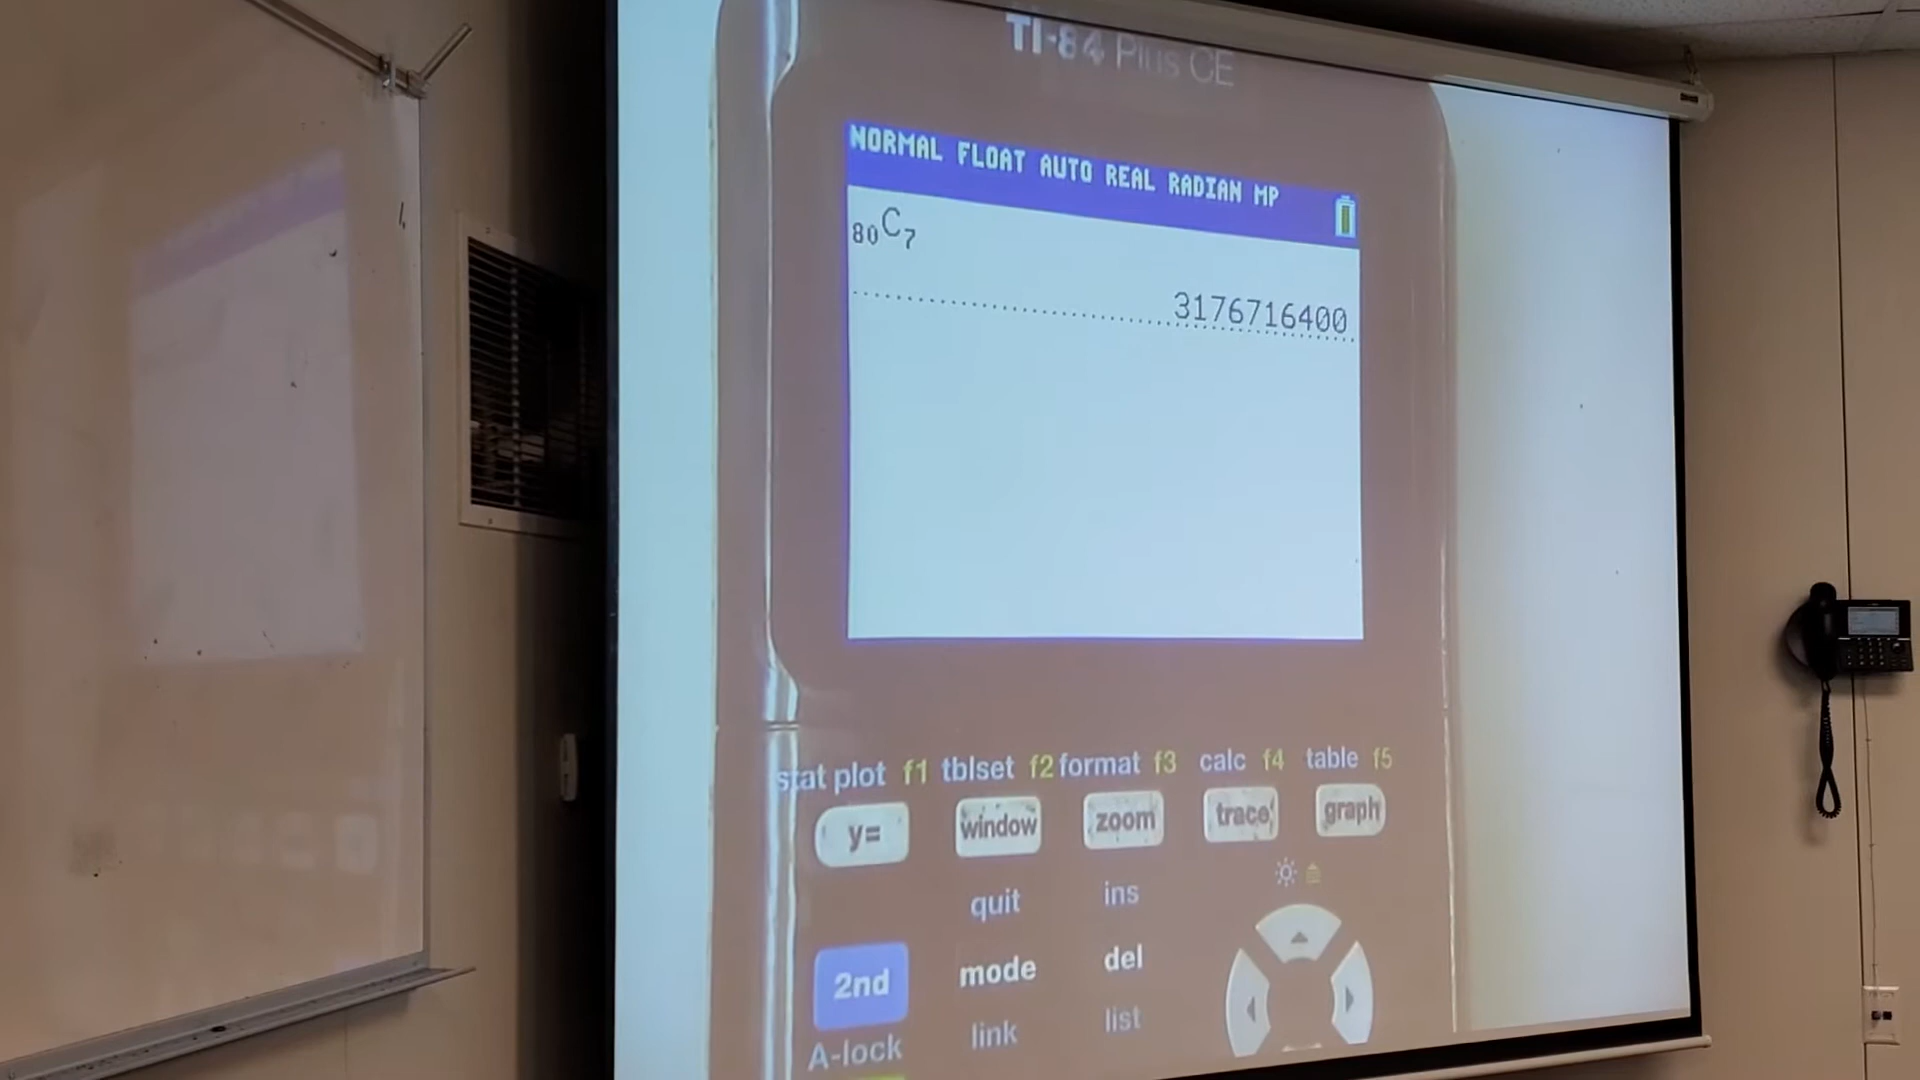 TI-84 Plus CE
NORMAL FLOAT AUTO REAL RADIAN MP
80C7
3176716400
stat plot f1 tblset f2 format f3 calc f4 table f5
y= window zoom trace graph
quit ins
2nd mode del
A-lock link list